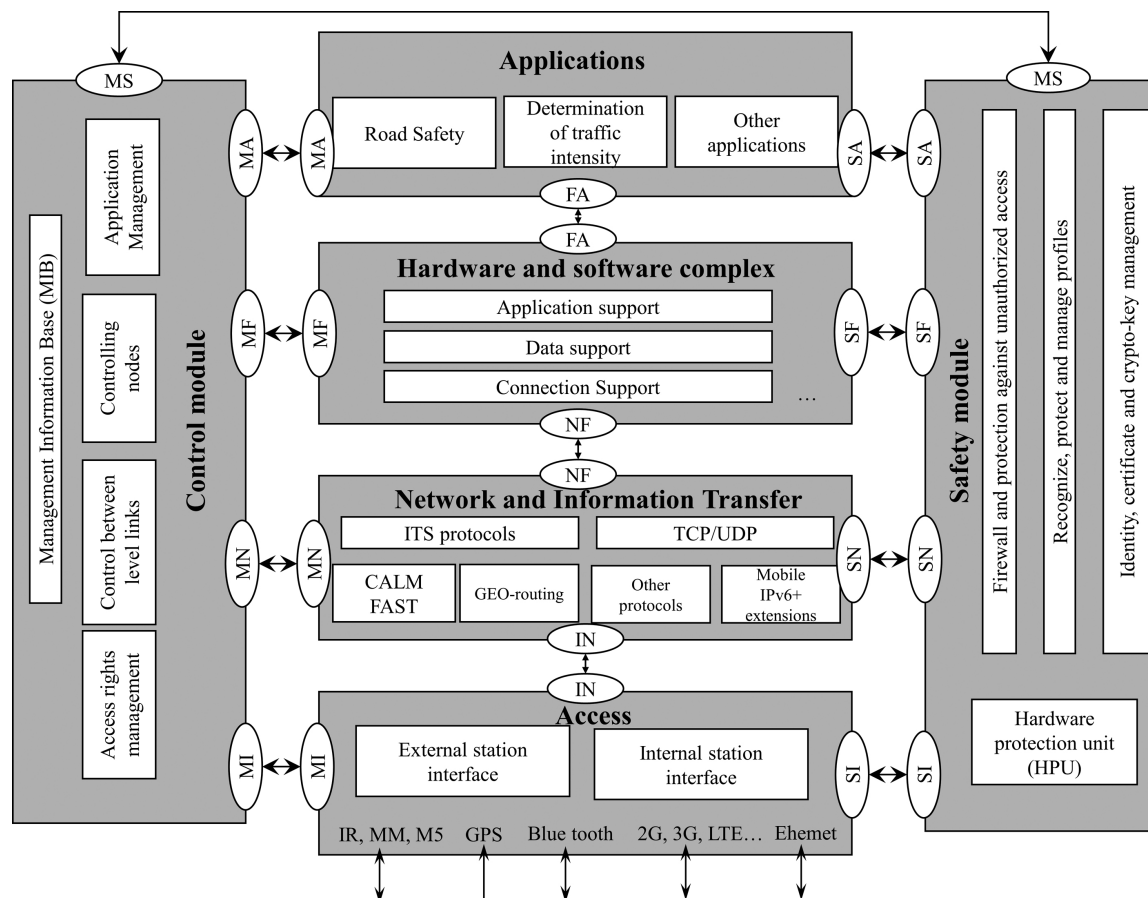 MS
MS
Applications
Road Safety
Determination
of traffic
intensity
Other
applications
MA
MA
SA
SA
FA
FA
Hardware and software complex
Application support
Data support
Connection Support
…
MF
MF
SF
SF
NF
NF
Network and Information Transfer
ITS protocols
TCP/UDP
CALM
FAST
GEO-routing
Other
protocols
Mobile
IPv6+
extensions
MN
MN
SN
SN
IN
IN
Access
External station
interface
Internal station
interface
MI
MI
SI
SI
IR, MM, M5
GPS
Blue tooth
2G, 3G, LTE…
Ehemet
Management Information Base (MIB)
Application
Management
Controlling
nodes
Control between
level links
Access rights
management
Control module
Safety module
Firewall and protection against unauthorized access
Recognize, protect and manage profiles
Identity, certificate and crypto-key management
Hardware
protection unit
(HPU)